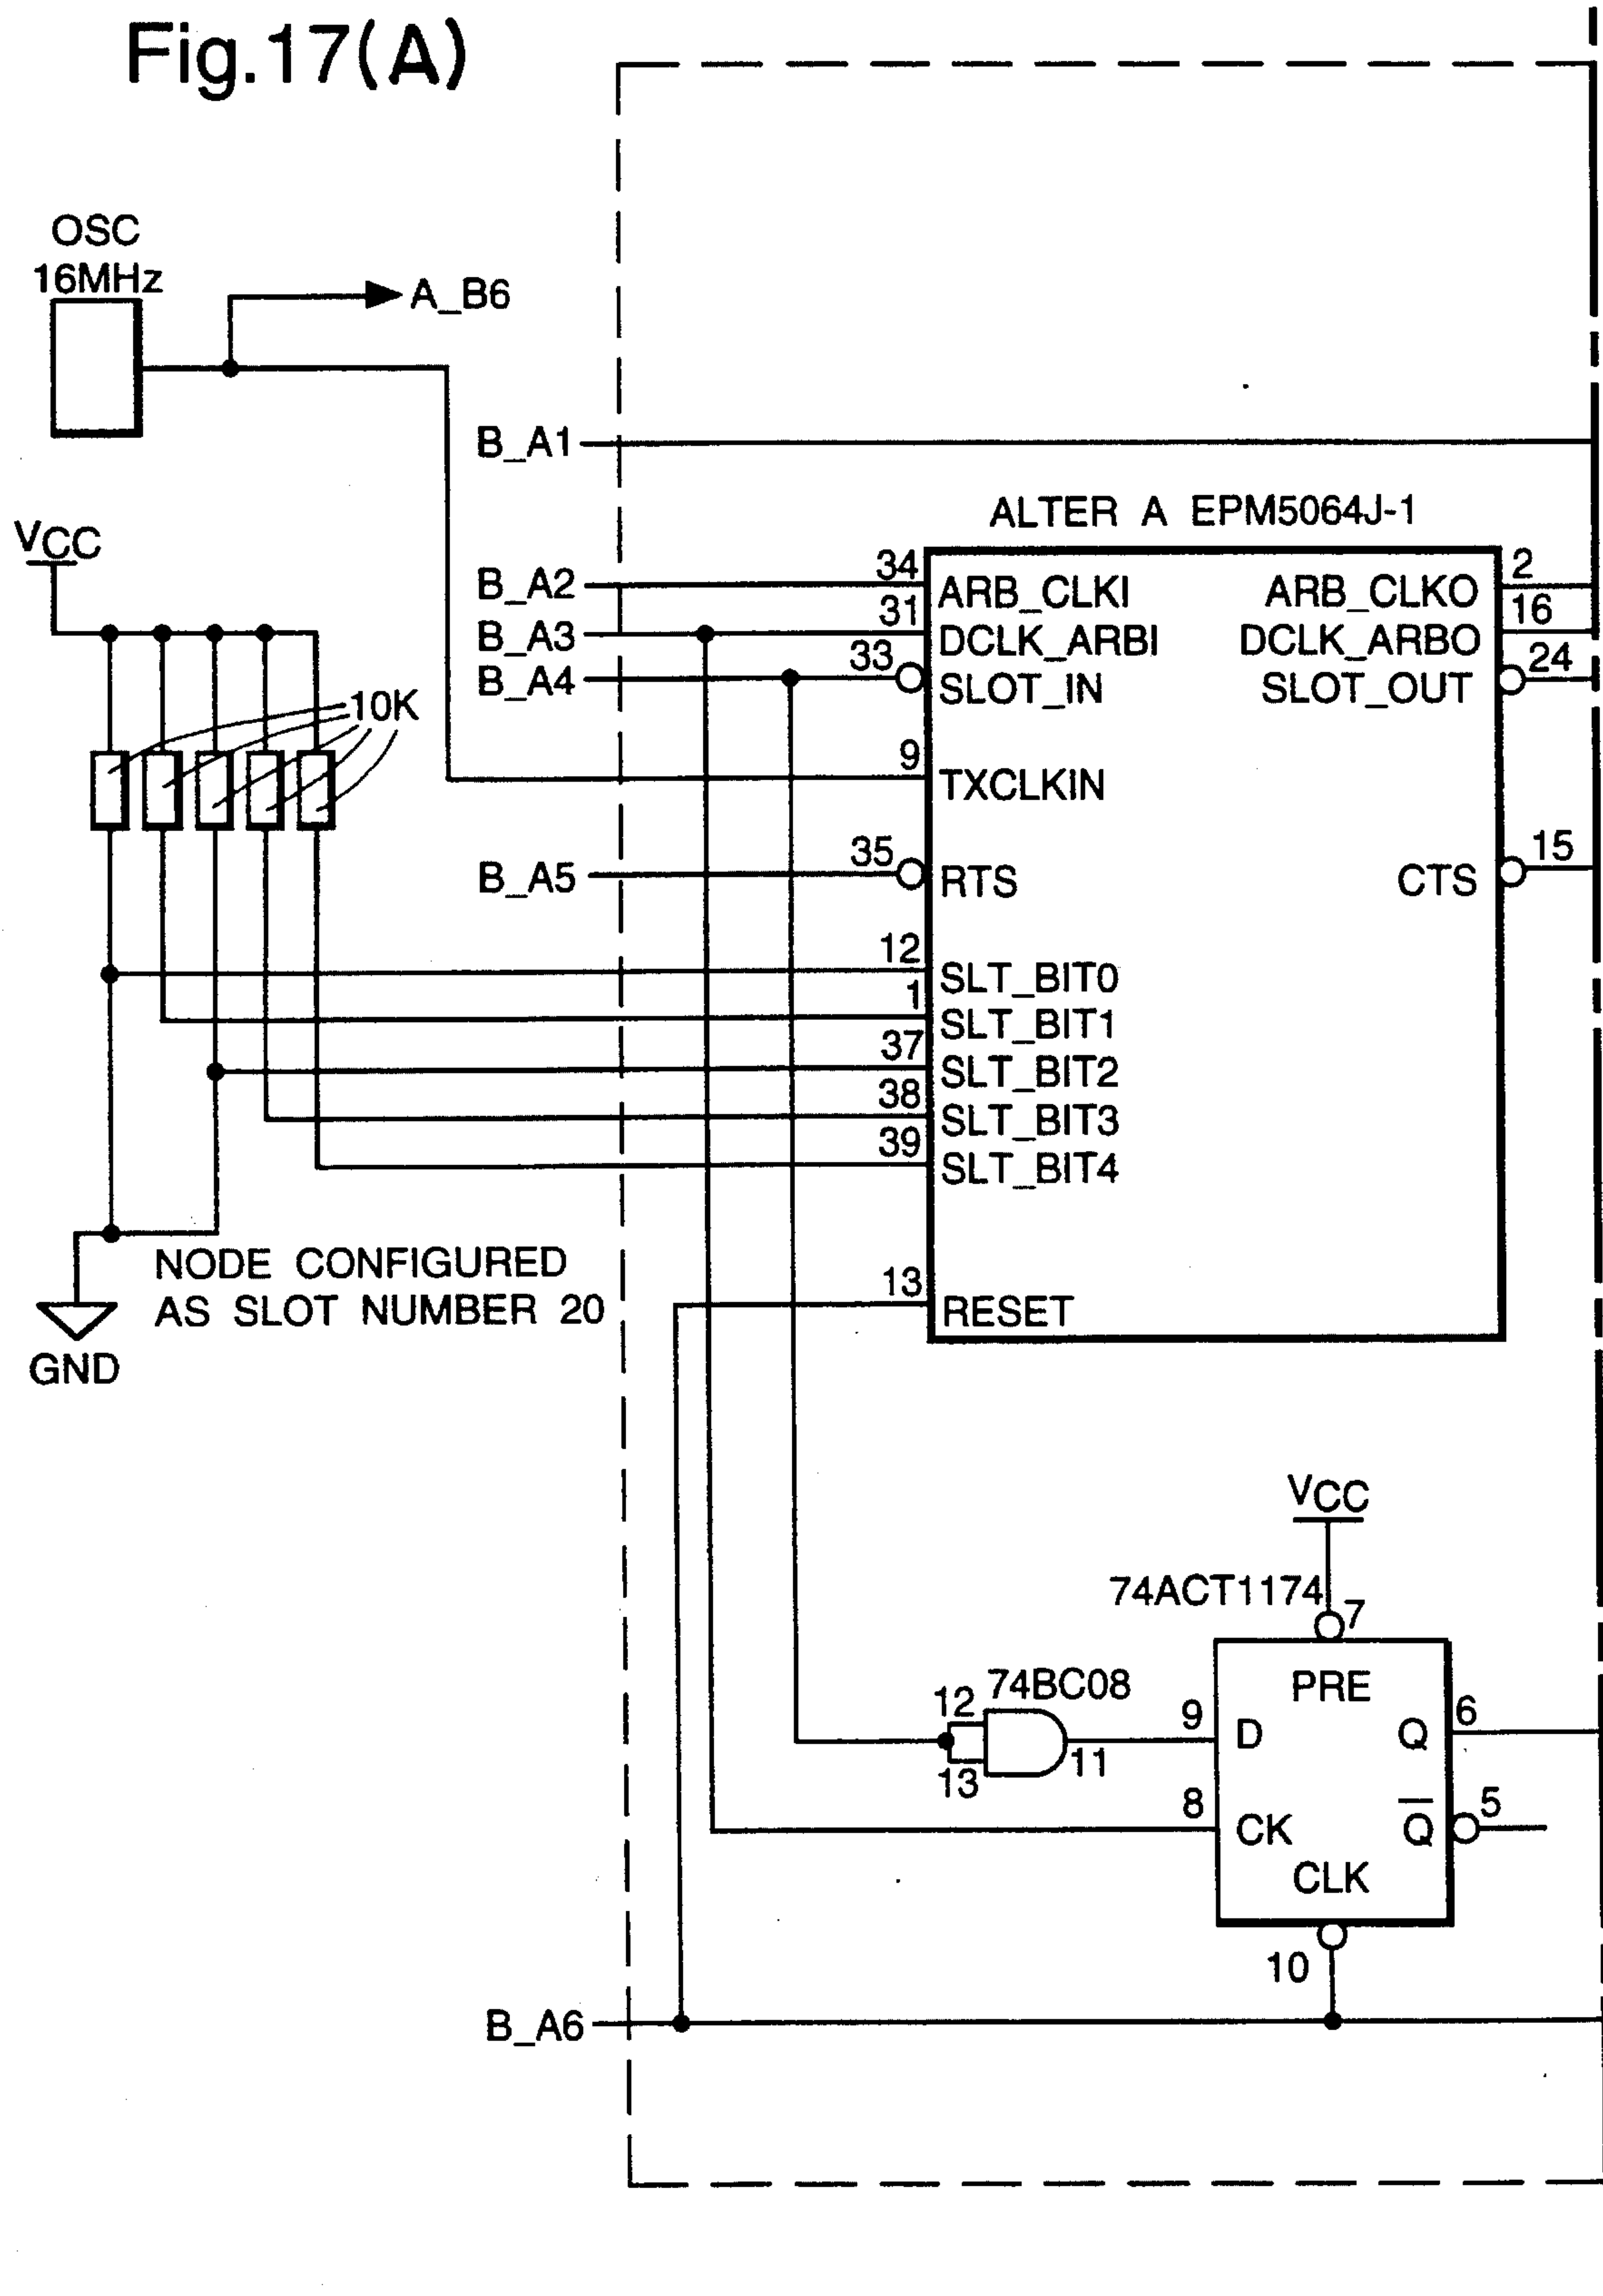 Fig.17(A)
OSC
16MHz
A_B6
B_A1
ALTER A EPM5064J-1
VCC
B_A2
34
ARB_CLKI
ARB_CLKO
2
B_A3
31
DCLK_ARBI
DCLK_ARBO
16
B_A4
33
SLOT_IN
SLOT_OUT
24
10K
9
TXCLKIN
B_A5
35
RTS
CTS
15
12
SLT_BIT0
1
SLT_BIT1
37
SLT_BIT2
38
SLT_BIT3
39
SLT_BIT4
NODE CONFIGURED
AS SLOT NUMBER 20
GND
13
RESET
VCC
74ACT1174
7
PRE
74BC08
12
13
11
9
D
Q
6
8
CK
Q
5
CLK
10
B_A6